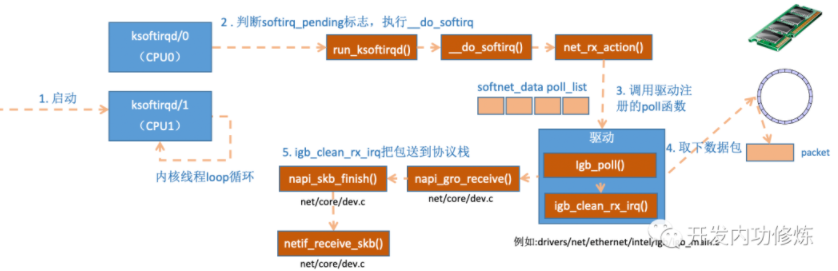 2 . 判断softirq_pending标志，执行__do_softirq
ksoftirqd/0
（CPU0）
run_ksoftirqd()
__do_softirq()
net_rx_action()
1. 启动
ksoftirqd/1
（CPU1）
内核线程loop循环
softnet_data poll_list
3. 调用驱动注
册的poll函数
驱动
Igb_poll()
igb_clean_rx_irq()
4. 取下数据包
packet
5. igb_clean_rx_irq把包送到协议栈
napi_skb_finish()
net/core/dev.c
napi_gro_receive()
net/core/dev.c
netif_receive_skb()
net/core/dev.c
例如:drivers/net/ethernet/intel/
开发内功修炼